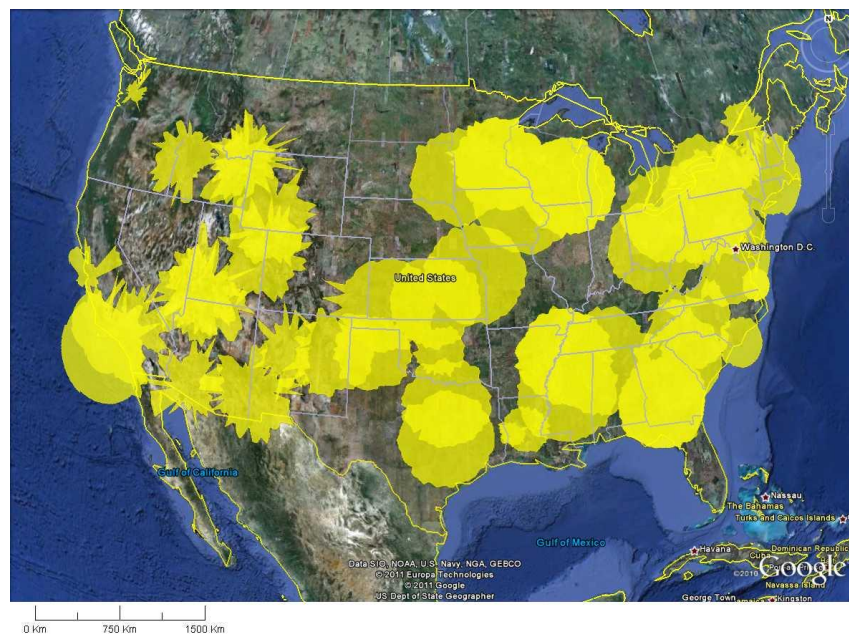 Washington D.C.
United States
Gulf of California
Nassau
The Bahamas
Turks and Caicos Islands
Gulf of Mexico
Havana
Cuba
Dominican Republic
Data SIO, NOAA, U.S. Navy, NGA, GEBCO
© 2011 Europa Technologies
© 2011 Google
US Dept of State Geographer
©2010 Google
Navassa Island
George Town
Kingston
0 Km 750 Km 1500 Km